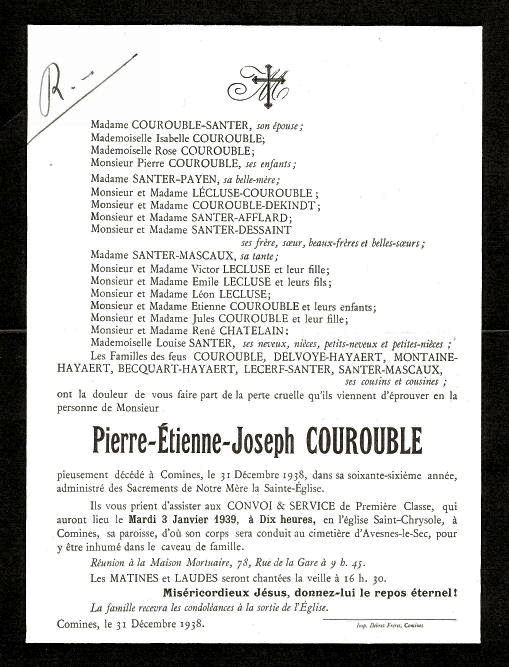 R.-
M
Madame COUROUBLE-SANTER, son épouse;
Mademoiselle Isabelle COUROUBLE;
Mademoiselle Rose COUROUBLE;
Monsieur Pierre COUROUBLE, ses enfants;
Madame SANTER-PAYEN, sa belle-mère;
Monsieur et Madame LÉCLUSE-COUROUBLE;
Monsieur et Madame COUROUBLE-DEKINDT;
Monsieur et Madame SANTER-AFFLARD;
Monsieur et Madame SANTER-DESSAINT
ses frère, sœur, beaux-frères et belles-sœurs;
Madame SANTER-MASCAUX, sa tante;
Monsieur et Madame Victor LECLUSE et leur fille;
Monsieur et Madame Emile LECLUSE et leurs fils;
Monsieur et Madame Léon LECLUSE;
Monsieur et Madame Etienne COUROUBLE et leurs enfants;
Monsieur et Madame Jules COUROUBLE et leur fille;
Monsieur et Madame René CHATELAIN;
Mademoiselle Louise SANTER, ses neveux, nièces, petits-neveux et petites-nièces;
Les Familles des feus COUROUBLE, DELVOYE-HAYAERT, MONTAINE-
HAYAERT, BECQUART-HAYAERT, LECERF-SANTER, SANTER-MASCAUX,
ses cousins et cousines;
ont la douleur de vous faire part de la perte cruelle qu'ils viennent d'éprouver en la
personne de Monsieur
Pierre-Étienne-Joseph COUROUBLE
pieusement décédé à Comines, le 31 Décembre 1938, dans sa soixante-sixième année,
administré des Sacrements de Notre Mère la Sainte-Église.
Ils vous prient d'assister aux CONVOI & SERVICE de Première Classe, qui
auront lieu le Mardi 3 Janvier 1939, à Dix heures, en l'église Saint-Chrysole, à
Comines, sa paroisse, d'où son corps sera conduit au cimetière d'Avesnes-le-Sec, pour
y être inhumé dans le caveau de famille.
Réunion à la Maison Mortuaire, 78, Rue de la Gare à 9 h. 45.
Les MATINES et LAUDES seront chantées la veille à 16 h. 30.
Miséricordieux Jésus, donnez-lui le repos éternel!
La famille recevra les condoléances à la sortie de l'Église.
Comines, le 31 Décembre 1938.
Imp. Débret Frères, Comines